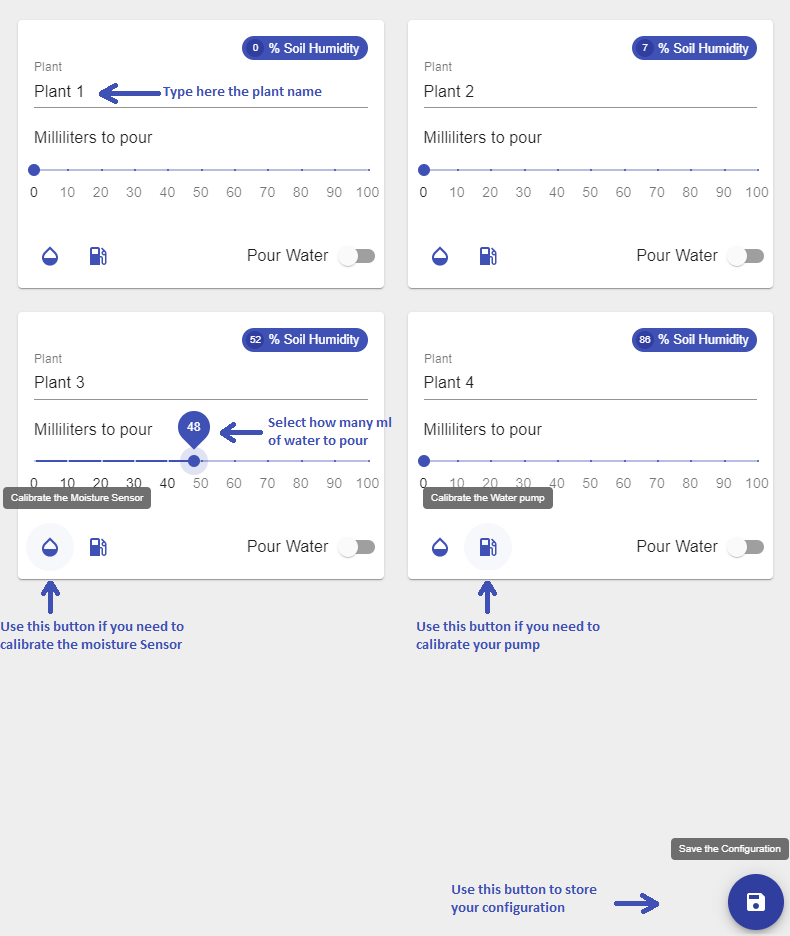 0 % Soil Humidity
Plant
Plant 1
Type here the plant name
Milliliters to pour
0 10 20 30 40 50 60 70 80 90 100
Pour Water
7 % Soil Humidity
Plant
Plant 2
Milliliters to pour
0 10 20 30 40 50 60 70 80 90 100
Pour Water
52 % Soil Humidity
Plant
Plant 3
Milliliters to pour
48
Select how many ml
of water to pour
0 10 20 30 40 50 60 70 80 90 100
Calibrate the Moisture Sensor
Pour Water
Use this button if you need to
calibrate the moisture Sensor
86 % Soil Humidity
Plant
Plant 4
Milliliters to pour
0 10 20 30 40 50 60 70 80 90 100
Calibrate the Water pump
Pour Water
Use this button if you need to
calibrate your pump
Save the Configuration
Use this button to store
your configuration